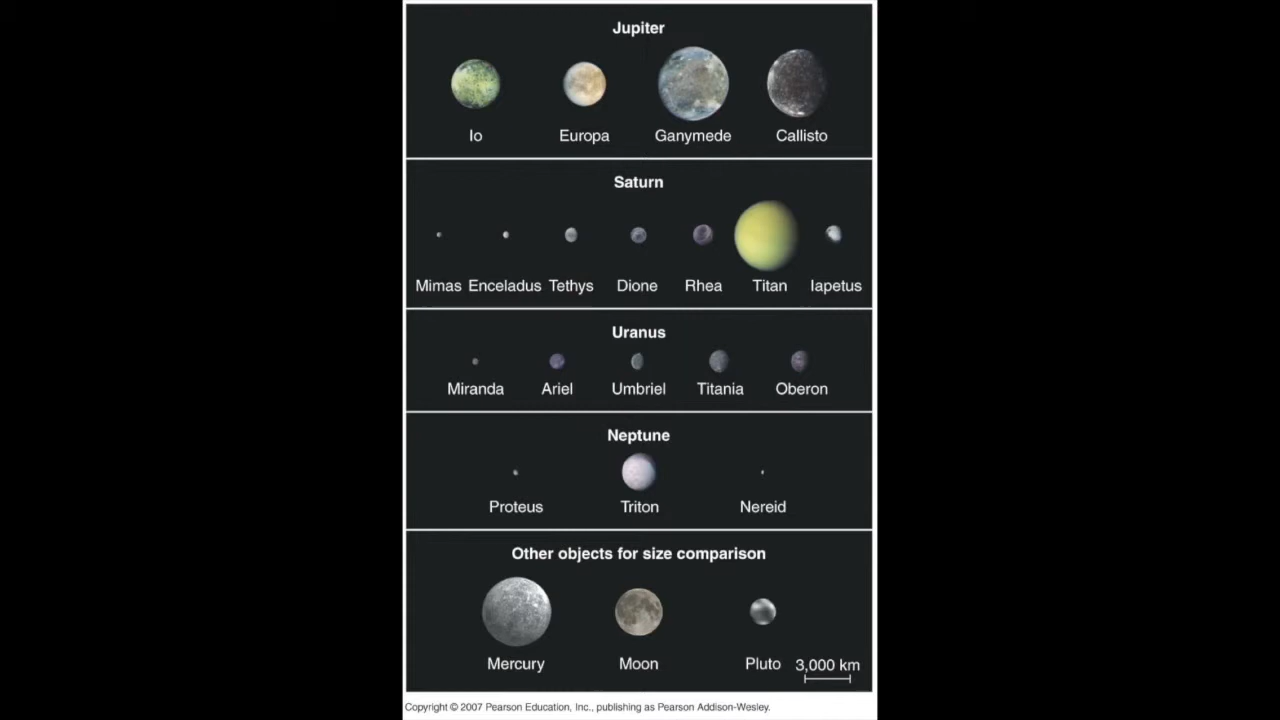 Jupiter
Io Europa Ganymede Callisto
Saturn
Mimas Enceladus Tethys Dione Rhea Titan Iapetus
Uranus
Miranda Ariel Umbriel Titania Oberon
Neptune
Proteus Triton Nereid
Other objects for size comparison
Mercury Moon Pluto 3,000 km
Copyright © 2007 Pearson Education, Inc., publishing as Pearson Addison-Wesley.